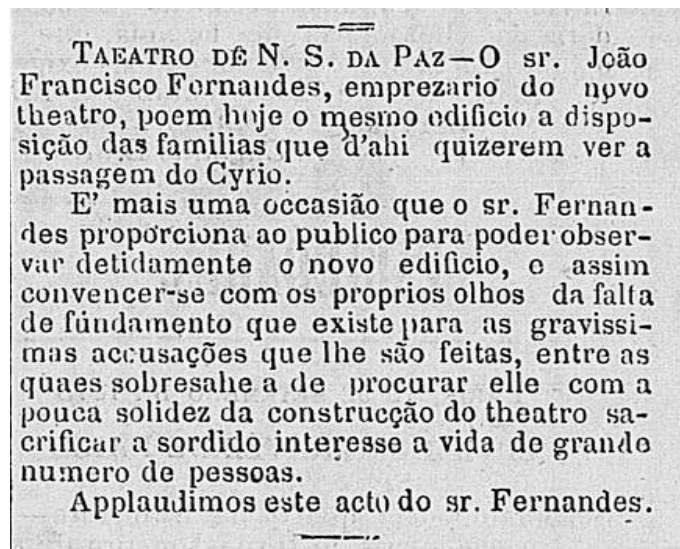 TAEATRO DE N. S. DA PAZ—O sr. João
Francisco Fernandes, emprezario do novo
theatro, poem hoje o mesmo edificio a dispo-
sição das familias que d'ahi quizerem ver a
passagem do Cyrio.
E' mais uma occasião que o sr. Fernan-
des proporciona ao publico para poder obser-
var detidamente o novo edificio, e assim
convencer-se com os proprios olhos da falta
de fundamento que existe para as gravissi-
mas accusações que lhe são feitas, entre as
quaes sobresahe a de procurar elle com a
pouca solidez da construcção do theatro sa-
crificar a sordido interesse a vida de grande
numero de pessoas.
Applaudimos este acto do sr. Fernandes.